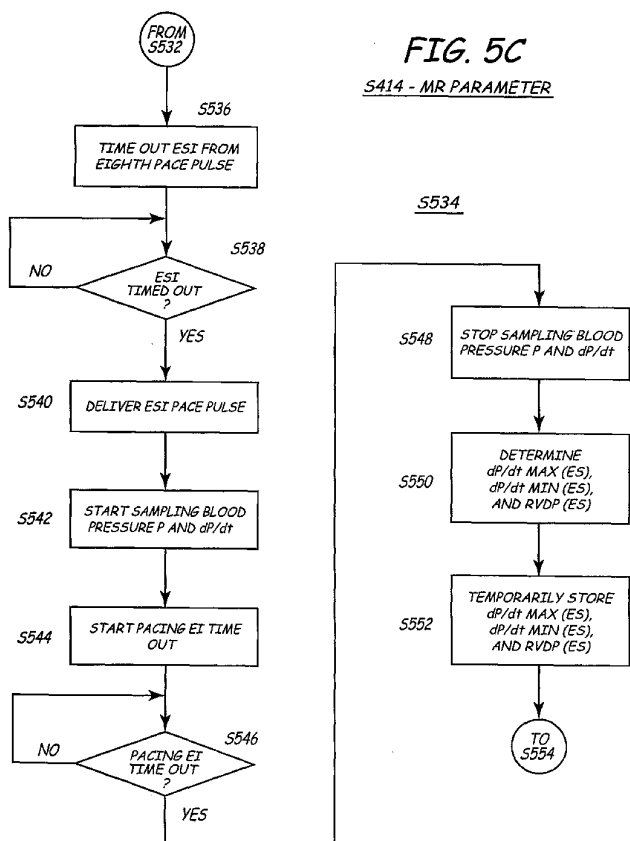 FROM
S532
FIG. 5C
S414 - MR PARAMETER
S536
TIME OUT ESI FROM
EIGHTH PACE PULSE
S538
ESI
TIMED OUT
?
NO
YES
S540
DELIVER ESI PACE PULSE
S542
START SAMPLING BLOOD
PRESSURE P AND dP/dt
S544
START PACING EI TIME
OUT
S546
PACING EI
TIME OUT
?
NO
YES
S534
S548
STOP SAMPLING BLOOD
PRESSURE P AND dP/dt
S550
DETERMINE
dP/dt MAX (ES),
dP/dt MIN (ES),
AND RVDP (ES)
S552
TEMPORARILY STORE
dP/dt MAX (ES),
dP/dt MIN (ES),
AND RVDP (ES)
TO
S554